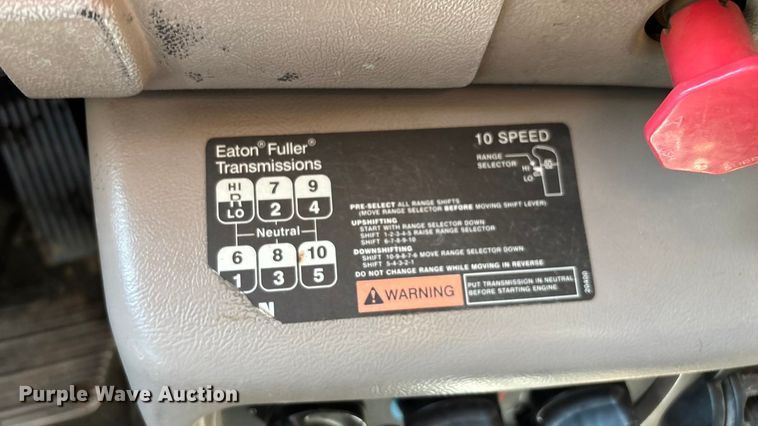 Eaton® Fuller®
Transmissions
10 SPEED
RANGE
SELECTOR
HI
LO
HI 7 9
R
LO 2 4
Neutral
6 8 10
1 3 5
PRE-SELECT ALL RANGE SHIFTS
(MOVE RANGE SELECTOR BEFORE MOVING SHIFT LEVER)
UPSHIFTING
START WITH RANGE SELECTOR DOWN
SHIFT 1-2-3-4-5 RAISE RANGE SELECTOR
SHIFT 6-7-8-9-10
DOWNSHIFTING
SHIFT 10-9-8-7-6 MOVE RANGE SELECTOR DOWN
SHIFT 5-4-3-2-1
DO NOT CHANGE RANGE WHILE MOVING IN REVERSE
WARNING
PUT TRANSMISSION IN NEUTRAL
BEFORE STARTING ENGINE
20400
Purple Wave Auction